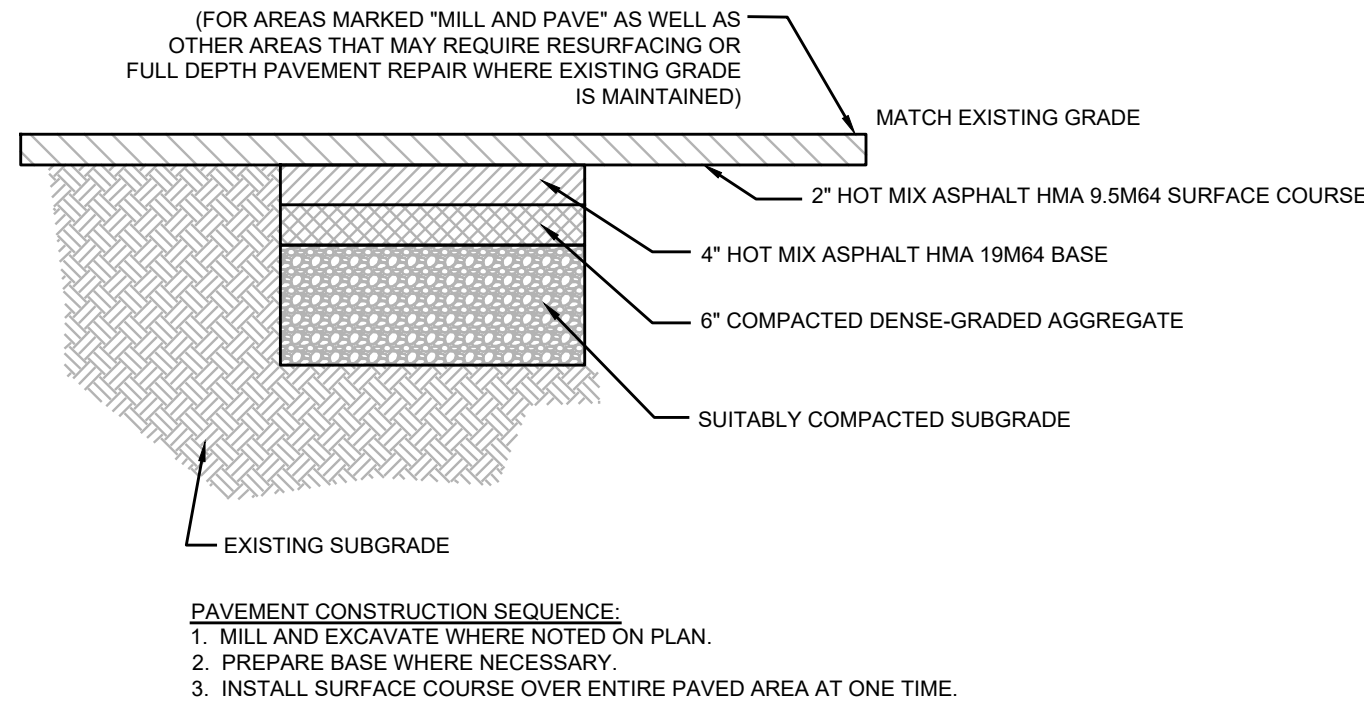 (FOR AREAS MARKED "MILL AND PAVE" AS WELL AS
OTHER AREAS THAT MAY REQUIRE RESURFACING OR
FULL DEPTH PAVEMENT REPAIR WHERE EXISTING GRADE
IS MAINTAINED)
MATCH EXISTING GRADE
2" HOT MIX ASPHALT HMA 9.5M64 SURFACE COURSE
4" HOT MIX ASPHALT HMA 19M64 BASE
6" COMPACTED DENSE-GRADED AGGREGATE
SUITABLY COMPACTED SUBGRADE
EXISTING SUBGRADE
PAVEMENT CONSTRUCTION SEQUENCE:
1. MILL AND EXCAVATE WHERE NOTED ON PLAN.
2. PREPARE BASE WHERE NECESSARY.
3. INSTALL SURFACE COURSE OVER ENTIRE PAVED AREA AT ONE TIME.